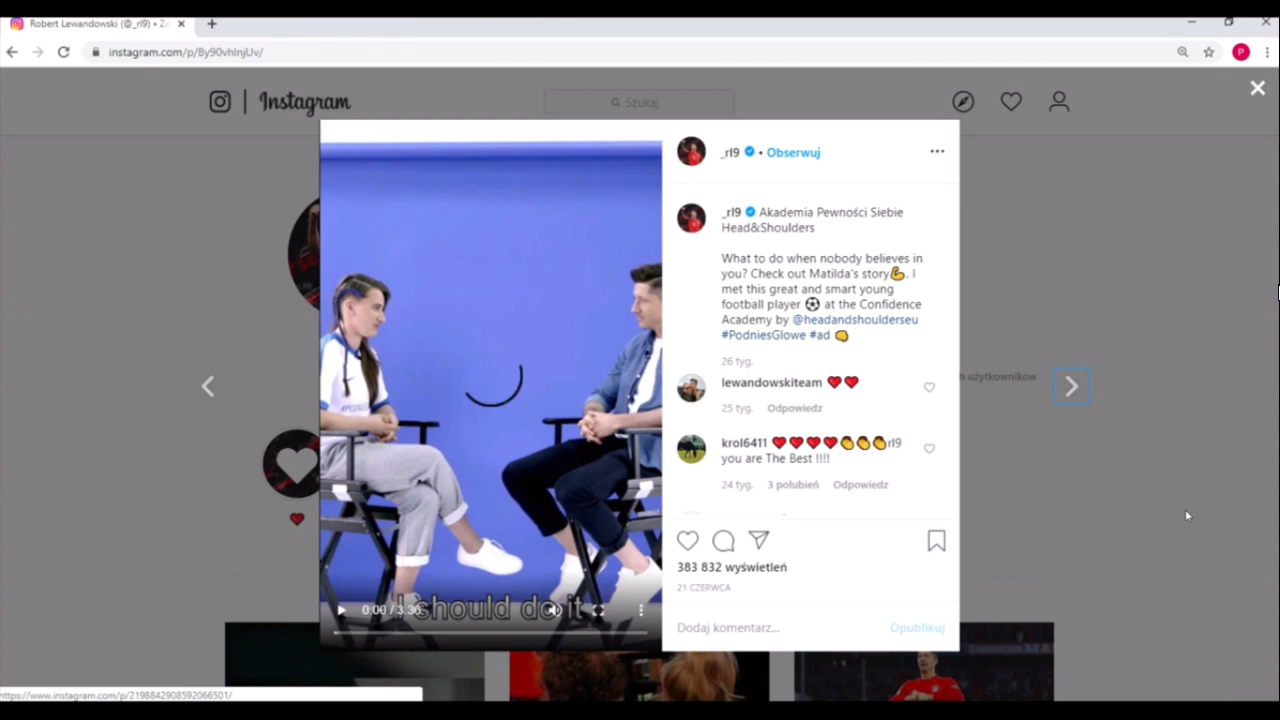 Robert Lewandowski (@_rl9) • Z
instagram.com/p/By90vhlnjUv/
P
Instagram
Szukaj
_rl9 • Obserwuj
_rl9 Akademia Pewności Siebie
Head&Shoulders
What to do when nobody believes in
you? Check out Matilda's story💪. I
met this great and smart young
football player ⚽ at the Confidence
Academy by @headandshoulderseu
#PodniesGlowe #ad 👊
26 tyg.
h użytkowników
lewandowskiteam ❤️❤️
25 tyg. Odpowiedz
krol6411 ❤️❤️❤️❤️👏👏👏rl9
you are The Best !!!!
24 tyg. 3 polubień Odpowiedz
383 832 wyświetleń
21 CZERWCA
0:00 / 3:36
I should do it
Dodaj komentarz... Opublikuj
https://www.instagram.com/p/2198842908592066501/